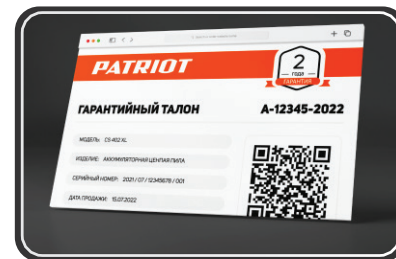 PATRIOT
2
ГОДА
ГАРАНТИЯ
ГАРАНТИЙНЫЙ ТАЛОН
A-12345-2022
МОДЕЛЬ: CS 402 XL
ИЗДЕЛИЕ: АККУМУЛЯТОРНАЯ ЦЕПНАЯ ПИЛА
СЕРИЙНЫЙ НОМЕР: 2021 / 07 / 12345678 / 001
ДАТА ПРОДАЖИ: 15.07.2022